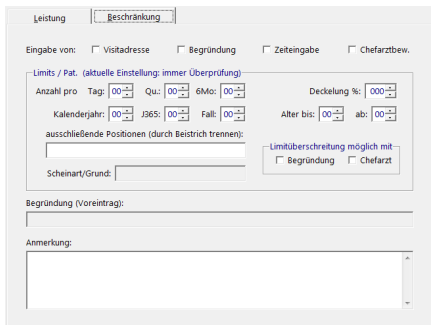 Leistung Beschränkung
Eingabe von: Visitadresse Begründung Zeiteingabe Chefarztbew.
Limits / Pat. (aktuelle Einstellung: immer Überprüfung)
Anzahl pro Tag: 00 Qu.: 00 6Mo: 00 Deckelung %: 000
Kalenderjahr: 00 J365: 00 Fall: 00 Alter bis: 00 ab: 00
ausschließende Positionen (durch Beistrich trennen):
Limitüberschreitung möglich mit
Begründung Chefarzt
Scheinart/Grund:
Begründung (Voreintrag):
Anmerkung: